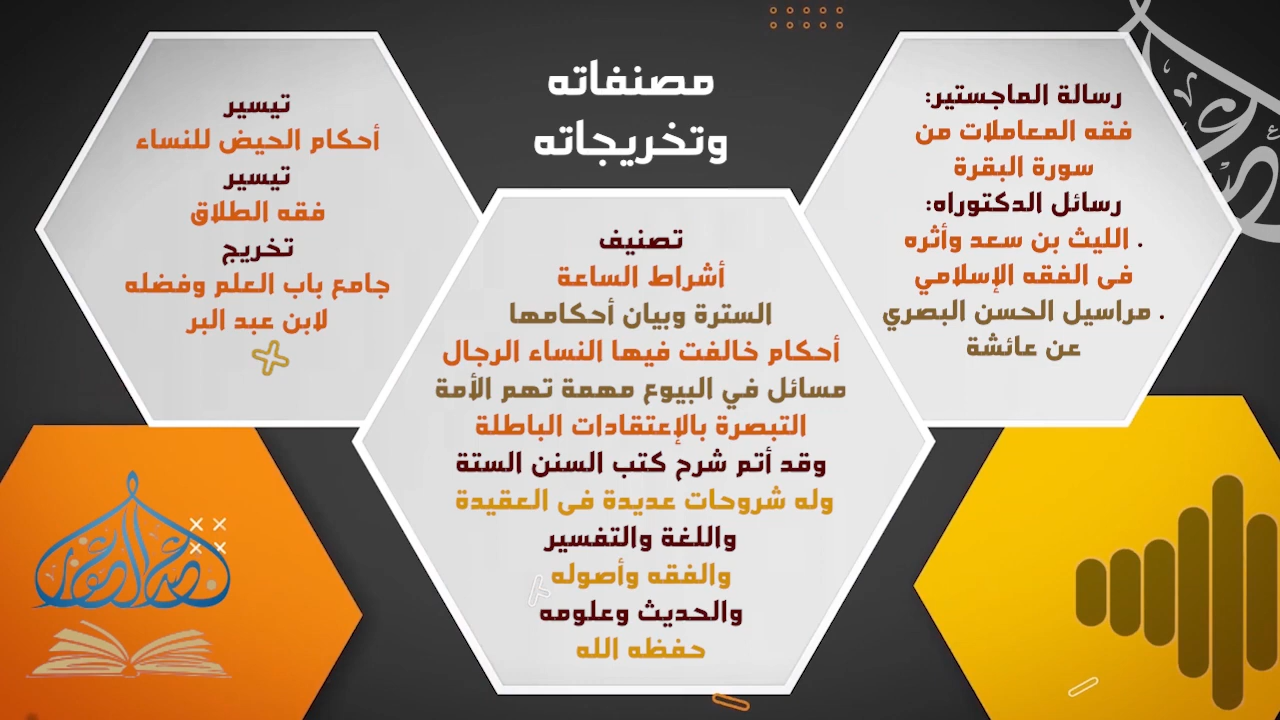 مصنفاته
وتخريجاته
رسالة الماجستير:
فقه المعاملات من
سورة البقرة
رسائل الدكتوراه:
. الليث بن سعد وأثره
فى الفقه الإسلامي
. مراسيل الحسن البصري
عن عائشة
تصنيف
أشراط الساعة
السترة وبيان أحكامها
أحكام خالفت فيها النساء الرجال
مسائل في البيوع مهمة تهم الأمة
التبصرة بالإعتقادات الباطلة
وقد أتم شرح كتب السنن الستة
وله شروحات عديدة فى العقيدة
واللغة والتفسير
والفقه وأصوله
والحديث وعلومه
حفظه الله
تيسير
أحكام الحيض للنساء
تيسير
فقه الطلاق
تخريج
جامع باب العلم وفضله
لابن عبد البر